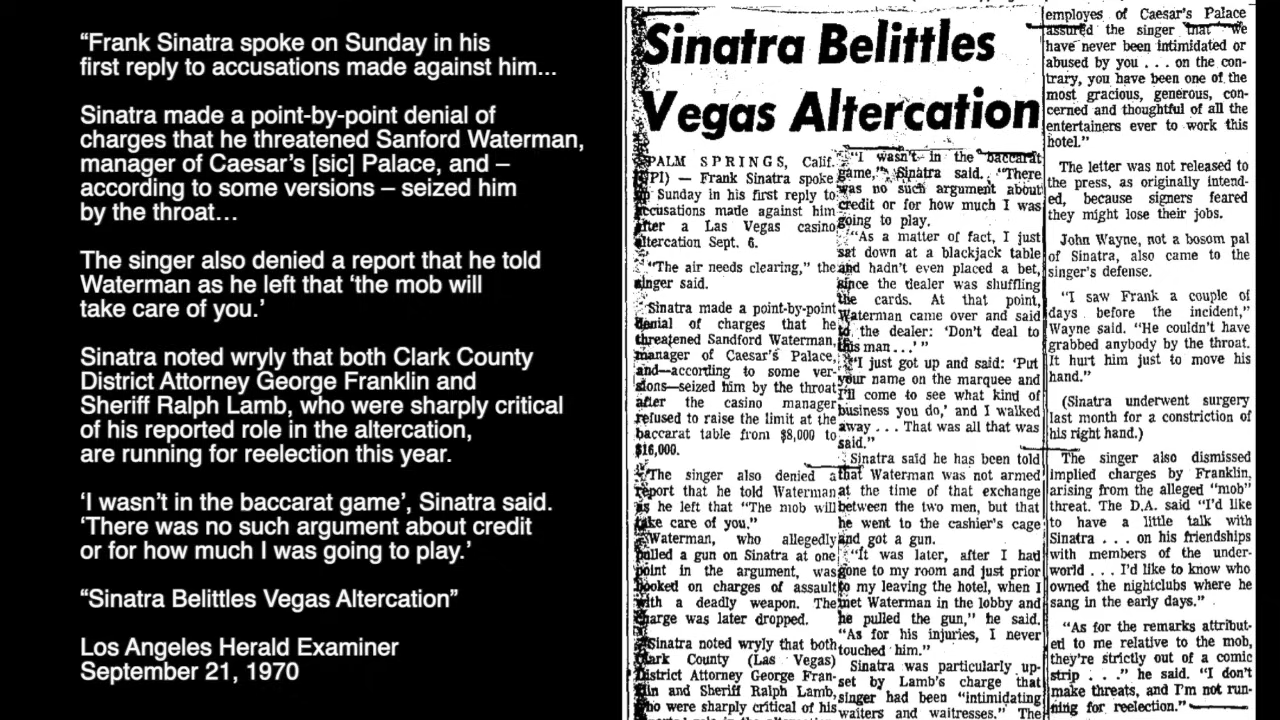 “Frank Sinatra spoke on Sunday in his
first reply to accusations made against him...
Sinatra made a point-by-point denial of
charges that he threatened Sanford Waterman,
manager of Caesar’s [sic] Palace, and –
according to some versions – seized him
by the throat…
The singer also denied a report that he told
Waterman as he left that ‘the mob will
take care of you.’
Sinatra noted wryly that both Clark County
District Attorney George Franklin and
Sheriff Ralph Lamb, who were sharply critical
of his reported role in the altercation,
are running for reelection this year.
‘I wasn’t in the baccarat game’, Sinatra said.
‘There was no such argument about credit
or for how much I was going to play.’
“Sinatra Belittles Vegas Altercation”
Los Angeles Herald Examiner
September 21, 1970
Sinatra Belittles
Vegas Altercation
PALM SPRINGS, Calif.
(UPI) — Frank Sinatra spoke
Sunday in his first reply to
accusations made against him
after a Las Vegas casino
altercation Sept. 6.
"The air needs clearing," the
singer said.
Sinatra made a point-by-point
denial of charges that he
threatened Sandford Waterman,
manager of Caesar's Palace,
and—according to some ver-
sions—seized him by the throat
after the casino manager
refused to raise the limit at the
baccarat table from $8,000 to
$16,000.
The singer also denied a
report that he told Waterman
as he left that "The mob will
take care of you."
Waterman, who allegedly
pulled a gun on Sinatra at one
point in the argument, was
booked on charges of assault
with a deadly weapon. The
charge was later dropped.
Sinatra noted wryly that both
Clark County (Las Vegas)
District Attorney George Fran-
klin and Sheriff Ralph Lamb,
who were sharply critical of his
"I wasn't in the baccarat
game," Sinatra said. "There
was no such argument about
credit or for how much I was
going to play.
"As a matter of fact, I just
sat down at a blackjack table
and hadn't even placed a bet,
since the dealer was shuffling
the cards. At that point,
Waterman came over and said
to the dealer: 'Don't deal to
this man . . .' "
"I just got up and said: 'Put
your name on the marquee and
I'll come to see what kind of
business you do,' and I walked
away . . . That was all that was
said."
Sinatra said he has been told
that Waterman was not armed
at the time of that exchange
between the two men, but that
he went to the cashier's cage
and got a gun.
"It was later, after I had
gone to my room and just prior
to my leaving the hotel, when I
met Waterman in the lobby and
he pulled the gun," he said.
"As for his injuries, I never
touched him."
Sinatra was particularly up-
set by Lamb's charge that
singer had been "intimidating
waiters and waitresses." The
employes of Caesar's Palace
assured the singer that "we
have never been intimidated or
abused by you . . . on the con-
trary, you have been one of the
most gracious, generous, con-
cerned and thoughtful of all the
entertainers ever to work this
hotel."
The letter was not released to
the press, as originally intend-
ed, because signers feared
they might lose their jobs.
John Wayne, not a bosom pal
of Sinatra, also came to the
singer's defense.
"I saw Frank a couple of
days before the incident,"
Wayne said. "He couldn't have
grabbed anybody by the throat.
It hurt him just to move his
hand."
(Sinatra underwent surgery
last month for a constriction of
his right hand.)
The singer also dismissed
implied charges by Franklin,
arising from the alleged "mob"
threat. The D.A. said "I'd like
to have a little talk with
Sinatra . . . on his friendships
with members of the under-
world . . . I'd like to know who
owned the nightclubs where he
sang in the early days."
"As for the remarks attribut-
ed to me relative to the mob,
they're strictly out of a comic
strip . . ." he said. "I don't
make threats, and I'm not run-
ning for reelection."